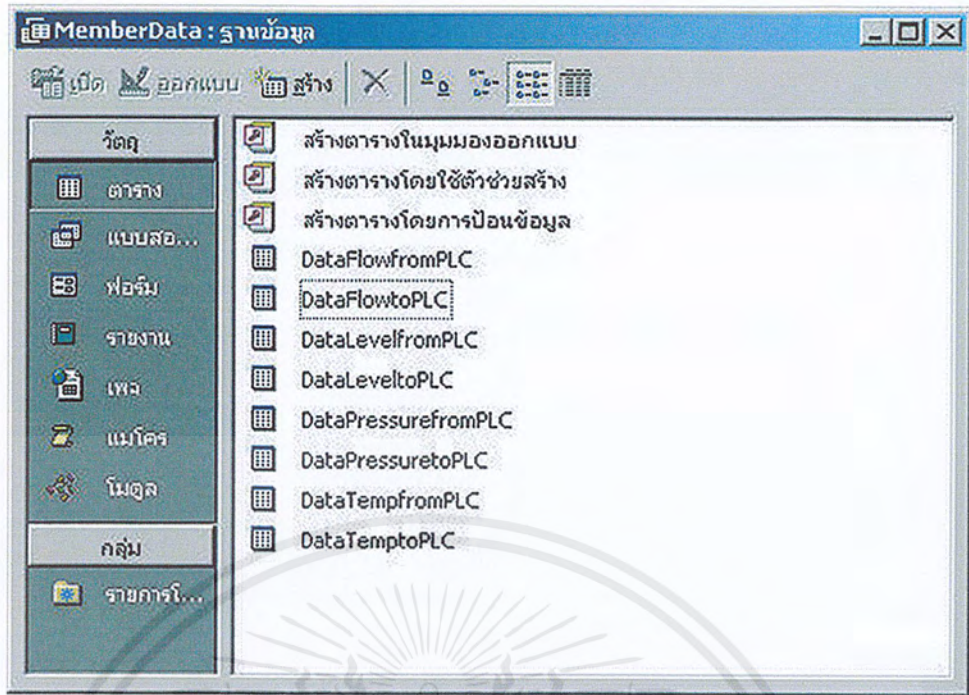 MemberData : ฐานข้อมูล
เปิด ออกแบบ สร้าง
วัตถุ
ตาราง
แบบสอ...
ฟอร์ม
รายงาน
เพจ
แมโคร
โมดูล
กลุ่ม
รายการโ...
สร้างตารางในมุมมองออกแบบ
สร้างตารางโดยใช้ตัวช่วยสร้าง
สร้างตารางโดยการป้อนข้อมูล
DataFlowfromPLC
DataFlowtoPLC
DataLevelfromPLC
DataLeveltoPLC
DataPressurefromPLC
DataPressuretoPLC
DataTempfromPLC
DataTemptoPLC